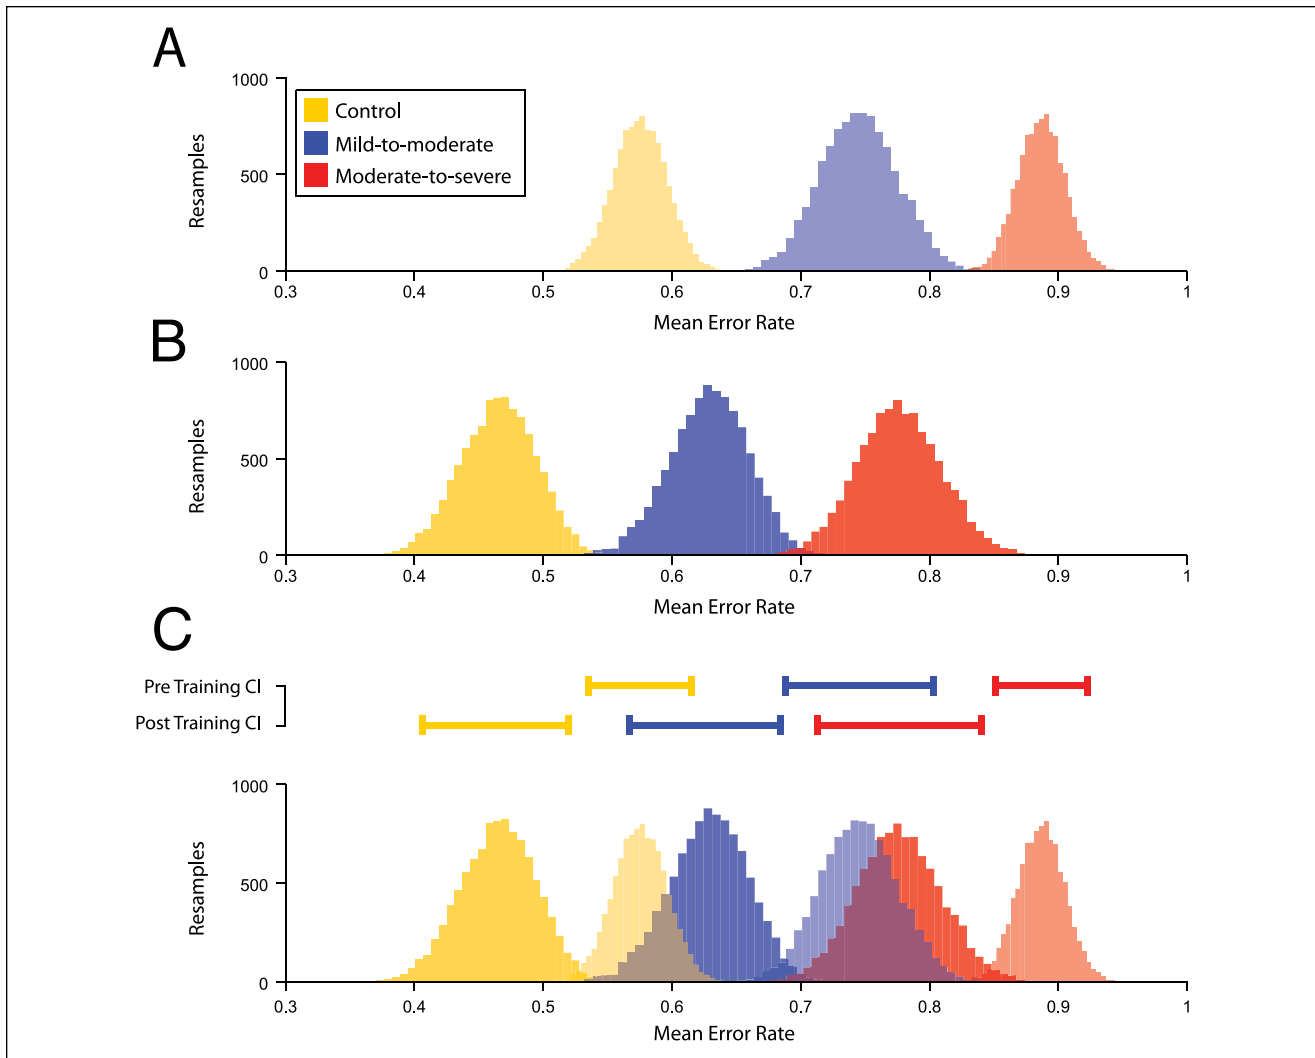 A
1000
500
0
Resamples
Control
Mild-to-moderate
Moderate-to-severe
0.3 0.4 0.5 0.6 0.7 0.8 0.9 1
Mean Error Rate
B
1000
500
0
Resamples
0.3 0.4 0.5 0.6 0.7 0.8 0.9 1
Mean Error Rate
C
Pre Training CI
Post Training CI
1000
500
0
Resamples
0.3 0.4 0.5 0.6 0.7 0.8 0.9 1
Mean Error Rate